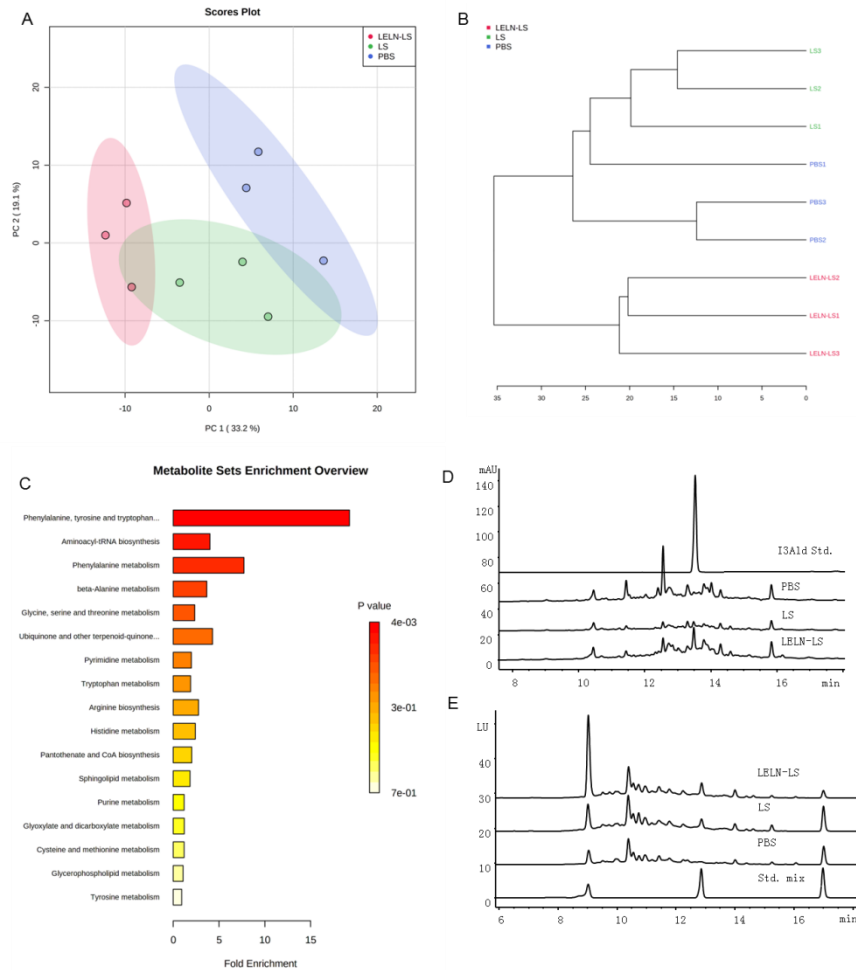 A
Scores Plot
LELN-LS
LS
PBS
PC 2 ( 19.1 %)
20
10
0
-10
-10
0
10
20
PC 1 ( 33.2 %)
B
LELN-LS
LS
PBS
LS3
LS2
LS1
PBS1
PBS3
PBS2
LELN-LS2
LELN-LS1
LELN-LS3
35 30 25 20 15 10 5 0
C
Metabolite Sets Enrichment Overview
Phenylalanine, tyrosine and tryptophan...
Aminoacyl-tRNA biosynthesis
Phenylalanine metabolism
beta-Alanine metabolism
Glycine, serine and threonine metabolism
Ubiquinone and other terpenoid-quinone...
Pyrimidine metabolism
Tryptophan metabolism
Arginine biosynthesis
Histidine metabolism
Pantothenate and CoA biosynthesis
Sphingolipid metabolism
Purine metabolism
Glyoxylate and dicarboxylate metabolism
Cysteine and methionine metabolism
Glycerophospholipid metabolism
Tyrosine metabolism
0 5 10 15
Fold Enrichment
P value
4e-03
3e-01
7e-01
D
mAU
140
120
100
80
60
40
20
0
I3Ald Std.
PBS
LS
LELN-LS
8 10 12 14 16 min
E
LU
40
30
20
10
0
LELN-LS
LS
PBS
Std. mix
6 8 10 12 14 16 min